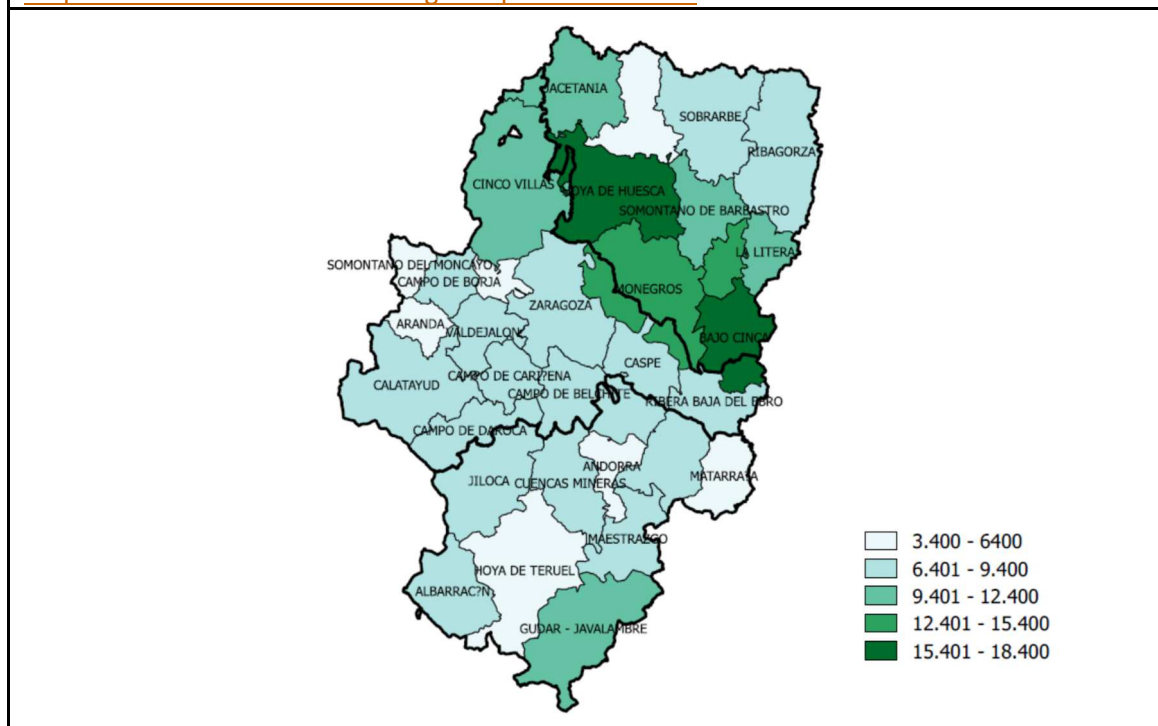 JACETANIA
SOBRARBE
RIBAGORZA
CINCO VILLAS
HOYA DE HUESCA
SOMONTANO DE BARBASTRO
LA LITERA
SOMONTANO DEL MONCAYO
CAMPO DE BORJA
MONEGROS
ZARAGOZA
ARANDA
VALDEJALON
BAJO CINCA
CASPE
CALATAYUD
CAMPO DE CARI?ENA
CAMPO DE BELCHITE
RIBERA BAJA DEL EBRO
CAMPO DE DAROCA
ANDORRA
MATARRA?A
JILOCA
CUENCAS MINERAS
MAESTRAZGO
HOYA DE TERUEL
ALBARRAC?N
GUDAR - JAVALAMBRE
3.400 - 6400
6.401 - 9.400
9.401 - 12.400
12.401 - 15.400
15.401 - 18.400